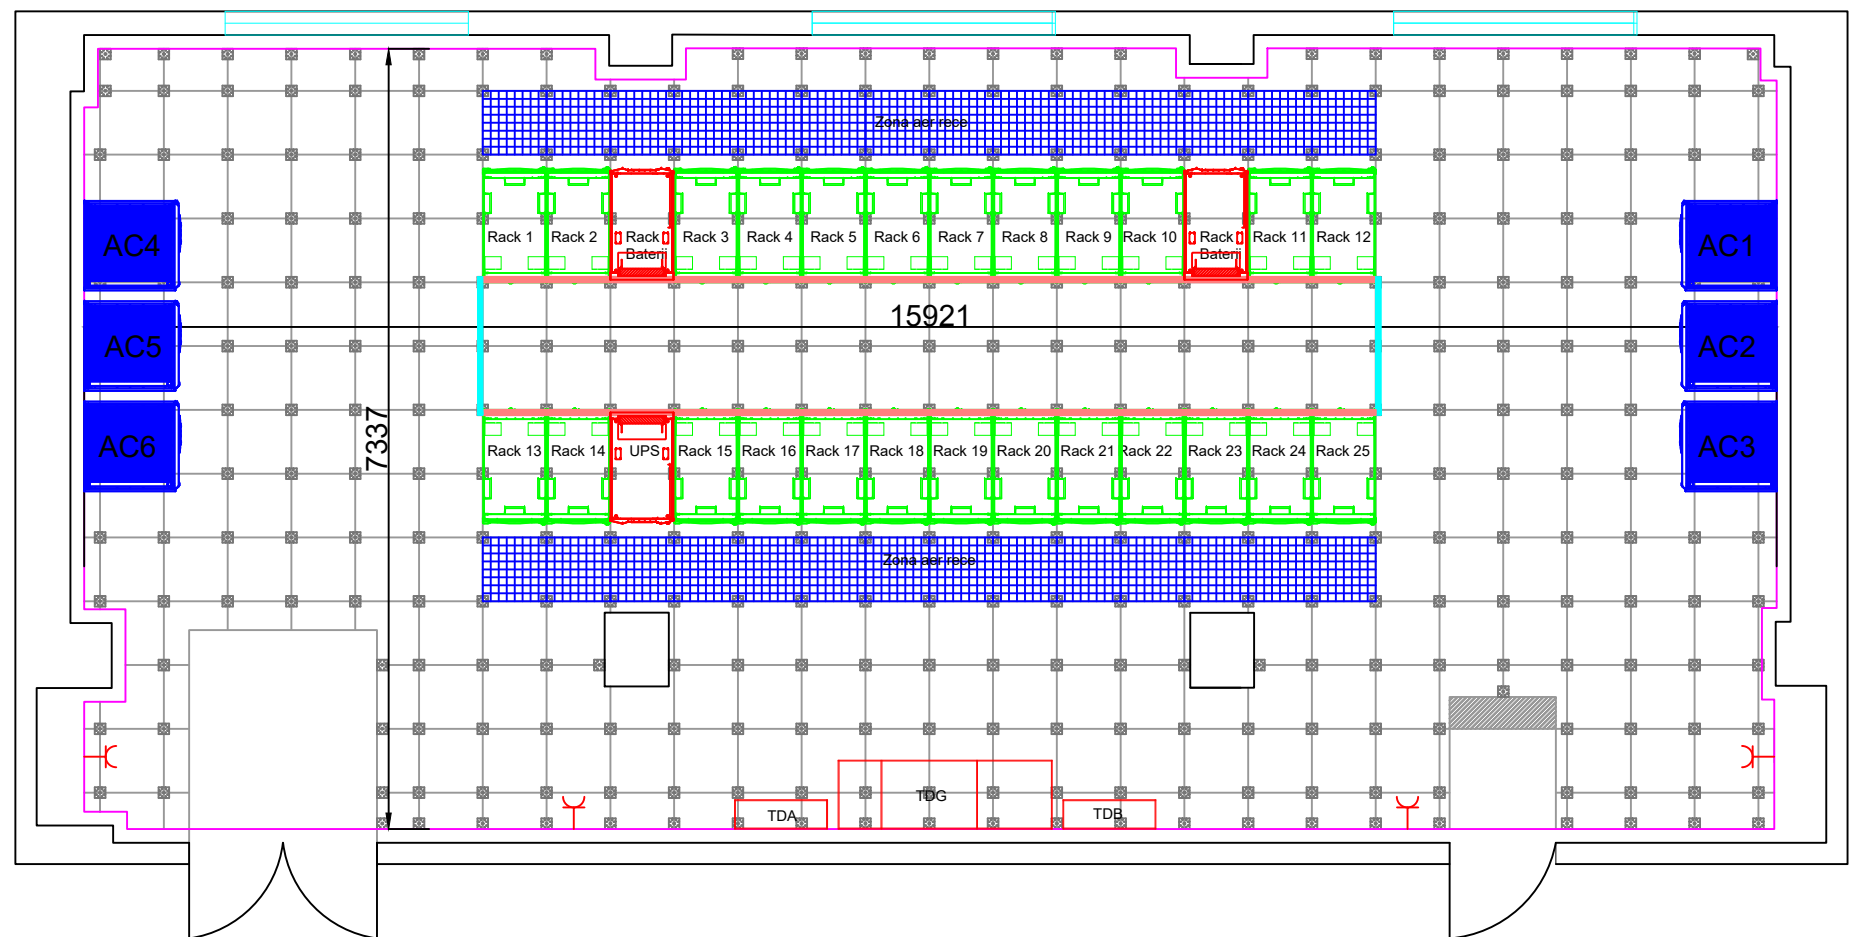 Zona aer rece
Rack 1
Rack 2
Rack
Baterii
Rack 3
Rack 4
Rack 5
Rack 6
Rack 7
Rack 8
Rack 9
Rack 10
Rack
Baterii
Rack 11
Rack 12
AC4
AC1
15921
AC5
AC2
7337
AC6
AC3
Rack 13
Rack 14
UPS
Rack 15
Rack 16
Rack 17
Rack 18
Rack 19
Rack 20
Rack 21
Rack 22
Rack 23
Rack 24
Rack 25
Zona aer rece
TDA
TDG
TDB